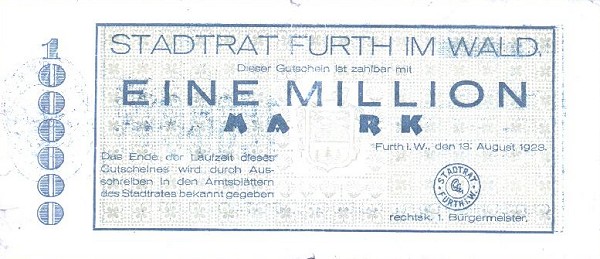 1
STADTRAT FURTH IM WALD.
Dieser Gutschein ist zahlbar mit
EINE MILLION
MARK
Furth i. W., den 13. August 1923.
Das Ende der Laufzeit dieses
Gutscheines wird durch Aus-
schreiben in den Amtsblättern
des Stadtrates bekannt gegeben
STADTRAT
FURTH i.W.
rechtsk. 1. Bürgermeister.